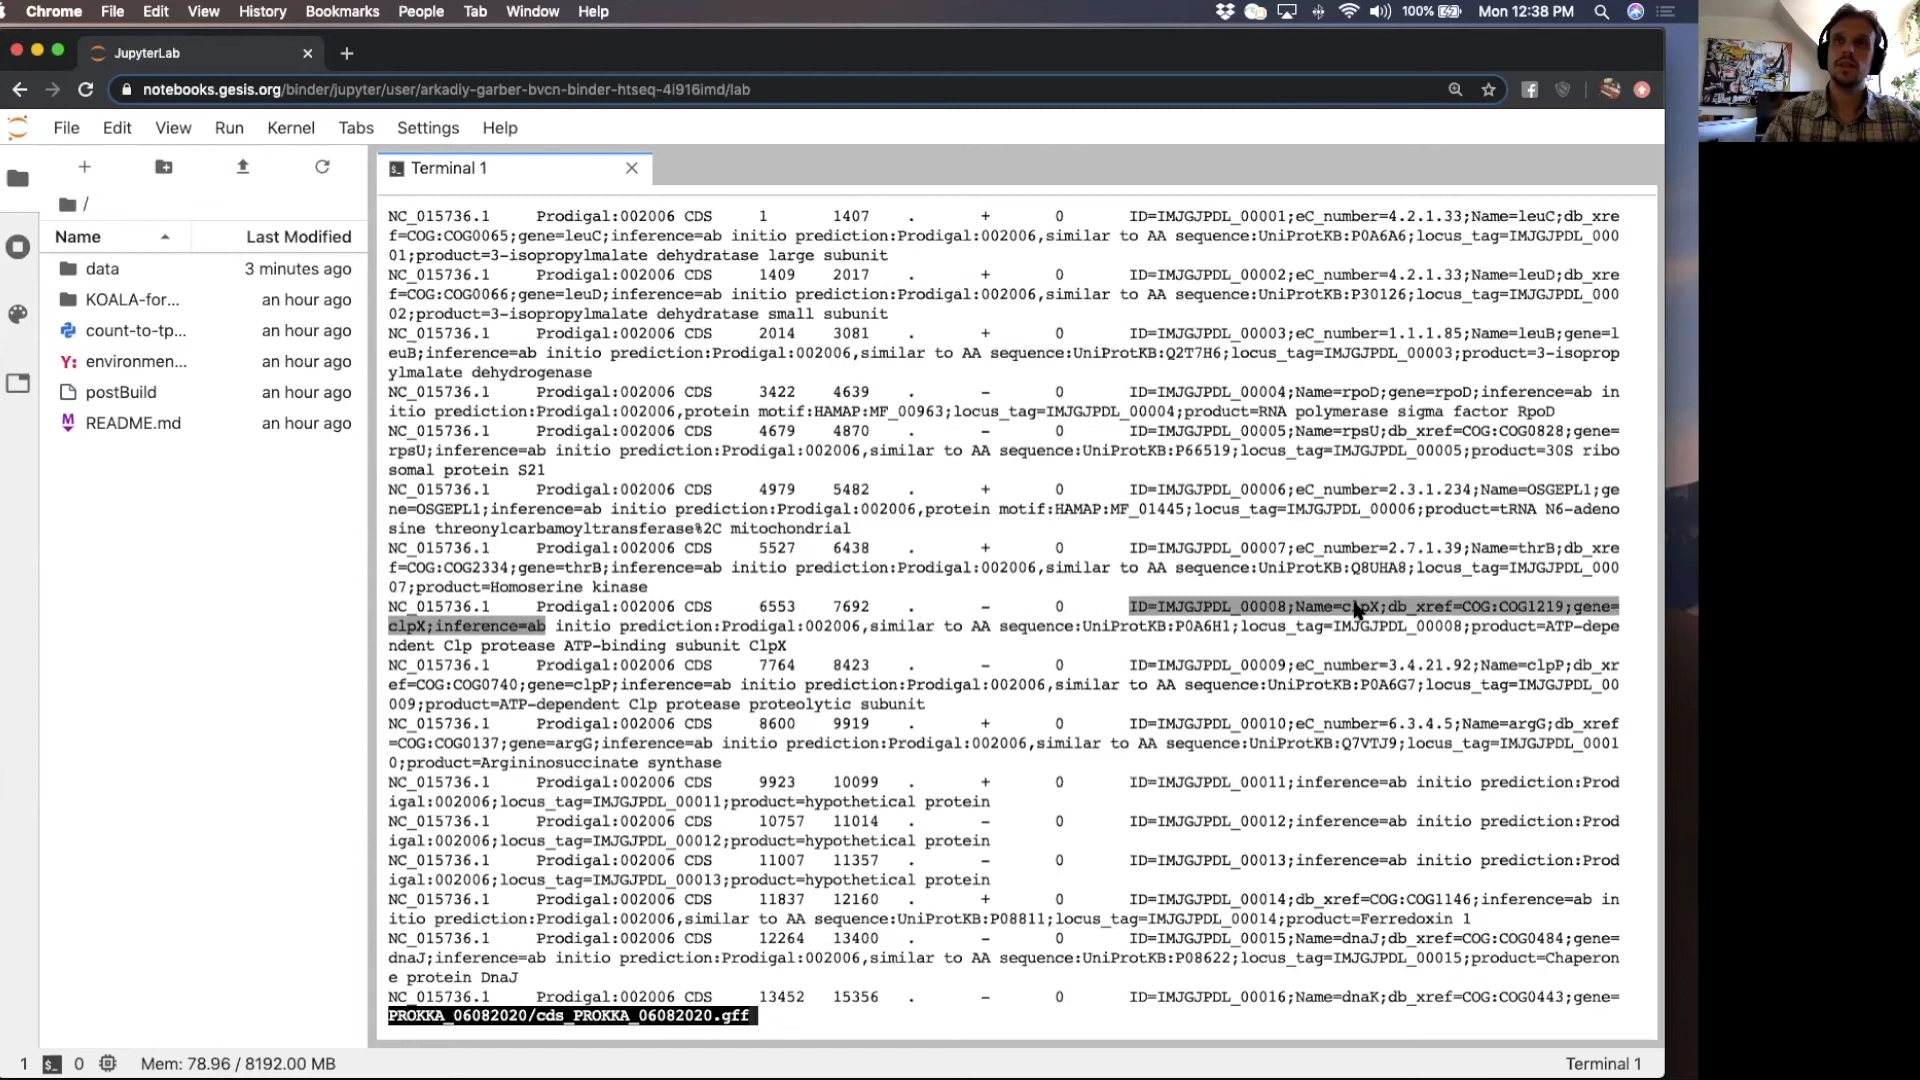 Chrome File Edit View History Bookmarks People Tab Window Help 100% Mon 12:38 PM
JupyterLab
notebooks.gesis.org/binder/jupyter/user/arkadiy-garber-bvcn-binder-htseq-4i916imd/lab
File Edit View Run Kernel Tabs Settings Help
Terminal 1
/
Name Last Modified
data 3 minutes ago
KOALA-for... an hour ago
count-to-tp... an hour ago
environmen... an hour ago
postBuild an hour ago
README.md an hour ago
NC_015736.1 Prodigal:002006 CDS 1 1407 . + 0 ID=IMJGJPDL_00001;eC_number=4.2.1.33;Name=leuC;db_xre
f=COG:COG0065;gene=leuC;inference=ab initio prediction:Prodigal:002006,similar to AA sequence:UniProtKB:P0A6A6;locus_tag=IMJGJPDL_000
01;product=3-isopropylmalate dehydratase large subunit
NC_015736.1 Prodigal:002006 CDS 1409 2017 . + 0 ID=IMJGJPDL_00002;eC_number=4.2.1.33;Name=leuD;db_xre
f=COG:COG0066;gene=leuD;inference=ab initio prediction:Prodigal:002006,similar to AA sequence:UniProtKB:P30126;locus_tag=IMJGJPDL_000
02;product=3-isopropylmalate dehydratase small subunit
NC_015736.1 Prodigal:002006 CDS 2014 3081 . + 0 ID=IMJGJPDL_00003;eC_number=1.1.1.85;Name=leuB;gene=l
euB;inference=ab initio prediction:Prodigal:002006,similar to AA sequence:UniProtKB:Q2T7H6;locus_tag=IMJGJPDL_00003;product=3-isoprop
ylmalate dehydrogenase
NC_015736.1 Prodigal:002006 CDS 3422 4639 . - 0 ID=IMJGJPDL_00004;Name=rpoD;gene=rpoD;inference=ab in
itio prediction:Prodigal:002006,protein motif:HAMAP:MF_00963;locus_tag=IMJGJPDL_00004;product=RNA polymerase sigma factor RpoD
NC_015736.1 Prodigal:002006 CDS 4679 4870 . - 0 ID=IMJGJPDL_00005;Name=rpsU;db_xref=COG:COG0828;gene=
rpsU;inference=ab initio prediction:Prodigal:002006,similar to AA sequence:UniProtKB:P66519;locus_tag=IMJGJPDL_00005;product=30S ribo
somal protein S21
NC_015736.1 Prodigal:002006 CDS 4979 5482 . + 0 ID=IMJGJPDL_00006;eC_number=2.3.1.234;Name=OSGEPL1;ge
ne=OSGEPL1;inference=ab initio prediction:Prodigal:002006,protein motif:HAMAP:MF_01445;locus_tag=IMJGJPDL_00006;product=tRNA N6-adeno
sine threonylcarbamoyltransferase%2C mitochondrial
NC_015736.1 Prodigal:002006 CDS 5527 6438 . + 0 ID=IMJGJPDL_00007;eC_number=2.7.1.39;Name=thrB;db_xre
f=COG:COG2334;gene=thrB;inference=ab initio prediction:Prodigal:002006,similar to AA sequence:UniProtKB:Q8UHA8;locus_tag=IMJGJPDL_000
07;product=Homoserine kinase
NC_015736.1 Prodigal:002006 CDS 6553 7692 . - 0 ID=IMJGJPDL_00008;Name=clpX;db_xref=COG:COG1219;gene=
clpX;inference=ab initio prediction:Prodigal:002006,similar to AA sequence:UniProtKB:P0A6H1;locus_tag=IMJGJPDL_00008;product=ATP-depe
ndent Clp protease ATP-binding subunit ClpX
NC_015736.1 Prodigal:002006 CDS 7764 8423 . - 0 ID=IMJGJPDL_00009;eC_number=3.4.21.92;Name=clpP;db_xr
ef=COG:COG0740;gene=clpP;inference=ab initio prediction:Prodigal:002006,similar to AA sequence:UniProtKB:P0A6G7;locus_tag=IMJGJPDL_00
009;product=ATP-dependent Clp protease proteolytic subunit
NC_015736.1 Prodigal:002006 CDS 8600 9919 . + 0 ID=IMJGJPDL_00010;eC_number=6.3.4.5;Name=argG;db_xref
=COG:COG0137;gene=argG;inference=ab initio prediction:Prodigal:002006,similar to AA sequence:UniProtKB:Q7VTJ9;locus_tag=IMJGJPDL_0001
0;product=Argininosuccinate synthase
NC_015736.1 Prodigal:002006 CDS 9923 10099 . + 0 ID=IMJGJPDL_00011;inference=ab initio prediction:Prod
igal:002006;locus_tag=IMJGJPDL_00011;product=hypothetical protein
NC_015736.1 Prodigal:002006 CDS 10757 11014 . - 0 ID=IMJGJPDL_00012;inference=ab initio prediction:Prod
igal:002006;locus_tag=IMJGJPDL_00012;product=hypothetical protein
NC_015736.1 Prodigal:002006 CDS 11007 11357 . - 0 ID=IMJGJPDL_00013;inference=ab initio prediction:Prod
igal:002006;locus_tag=IMJGJPDL_00013;product=hypothetical protein
NC_015736.1 Prodigal:002006 CDS 11837 12160 . + 0 ID=IMJGJPDL_00014;db_xref=COG:COG1146;inference=ab in
itio prediction:Prodigal:002006,similar to AA sequence:UniProtKB:P08811;locus_tag=IMJGJPDL_00014;product=Ferredoxin 1
NC_015736.1 Prodigal:002006 CDS 12264 13400 . - 0 ID=IMJGJPDL_00015;Name=dnaJ;db_xref=COG:COG0484;gene=
dnaJ;inference=ab initio prediction:Prodigal:002006,similar to AA sequence:UniProtKB:P08622;locus_tag=IMJGJPDL_00015;product=Chaperon
e protein DnaJ
NC_015736.1 Prodigal:002006 CDS 13452 15356 . - 0 ID=IMJGJPDL_00016;Name=dnaK;db_xref=COG:COG0443;gene=
PROKKA_06082020/cds_PROKKA_06082020.gff
1 0 Mem: 78.96 / 8192.00 MB Terminal 1